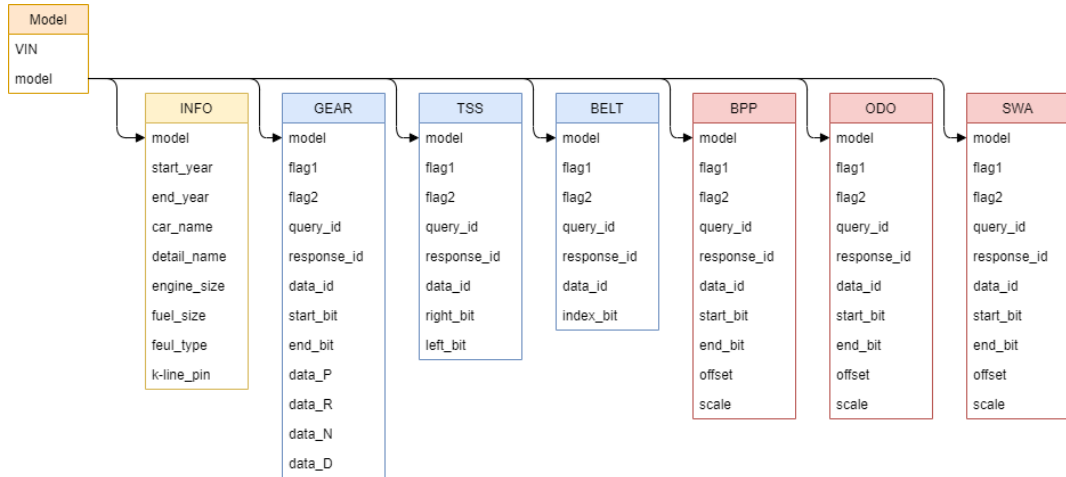 Model
VIN
model
INFO
model
start_year
end_year
car_name
detail_name
engine_size
fuel_size
feul_type
k-line_pin
GEAR
model
flag1
flag2
query_id
response_id
data_id
start_bit
end_bit
data_P
data_R
data_N
data_D
TSS
model
flag1
flag2
query_id
response_id
data_id
right_bit
left_bit
BELT
model
flag1
flag2
query_id
response_id
data_id
index_bit
BPP
model
flag1
flag2
query_id
response_id
data_id
start_bit
end_bit
offset
scale
ODO
model
flag1
flag2
query_id
response_id
data_id
start_bit
end_bit
offset
scale
SWA
model
flag1
flag2
query_id
response_id
data_id
start_bit
end_bit
offset
scale